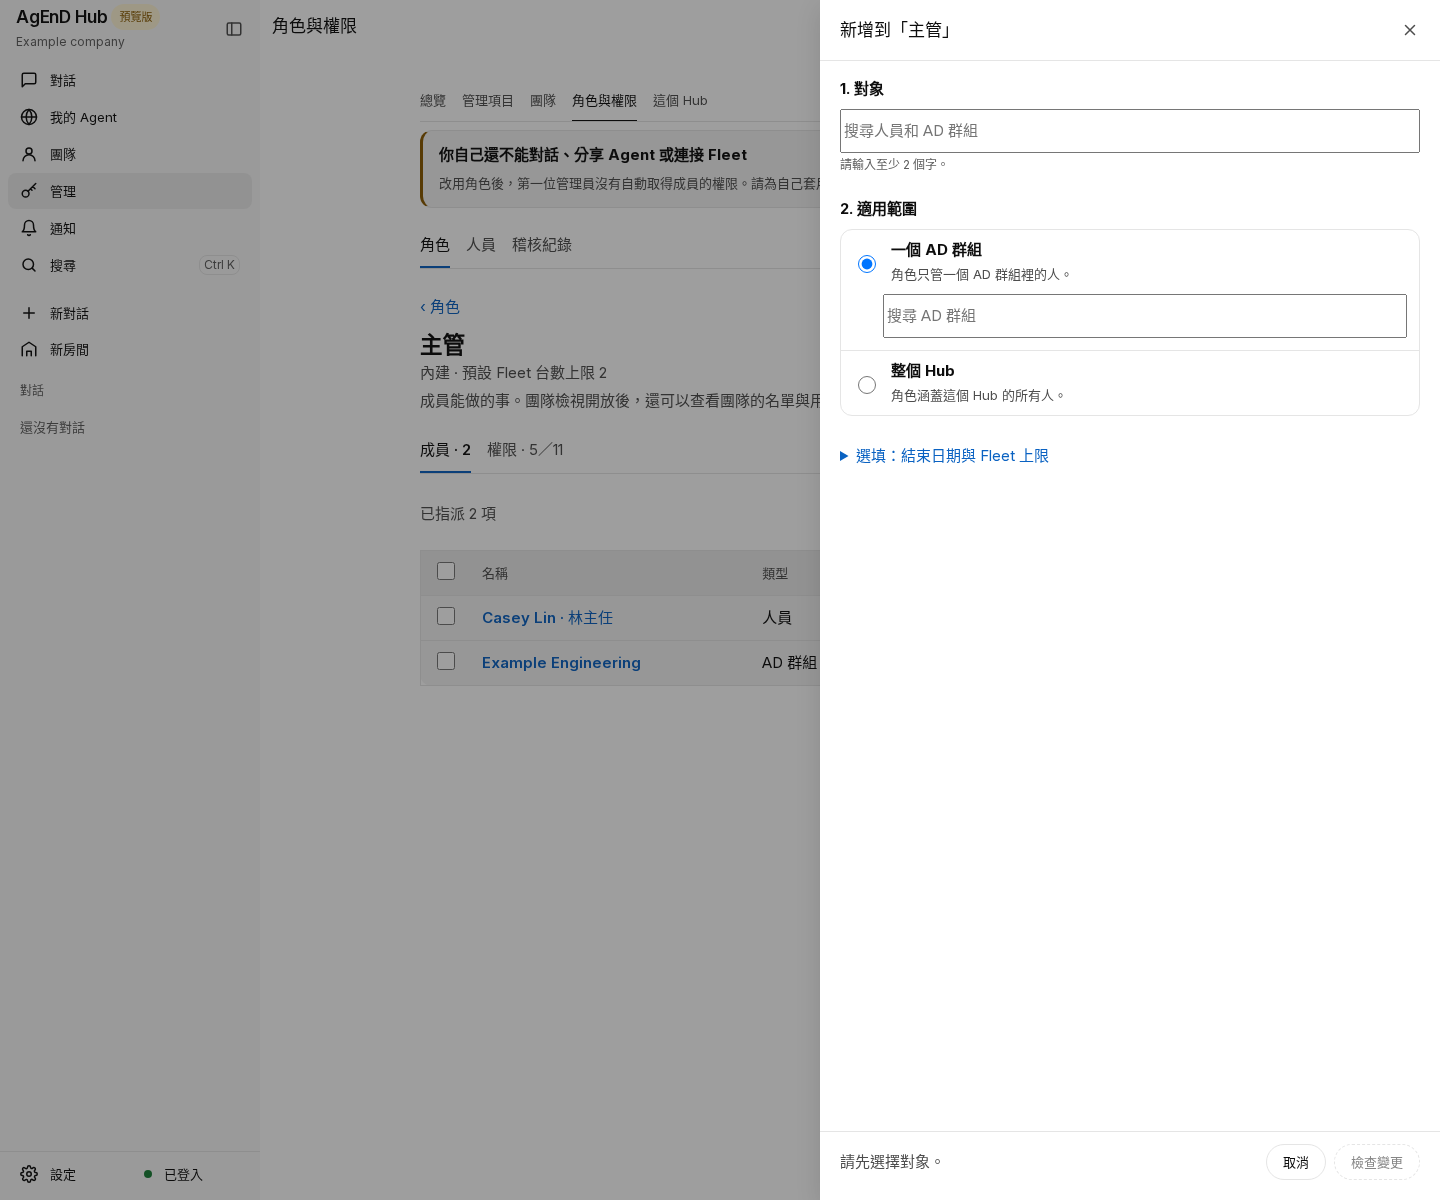 AgEnD Hub 預覽版
Example company
對話
我的 Agent
團隊
管理
通知
搜尋 Ctrl K
新對話
新房間
對話
還沒有對話
設定 已登入
角色與權限
總覽 管理項目 團隊 角色與權限 這個 Hub
你自己還不能對話、分享 Agent 或連接 Fleet
改用角色後，第一位管理員沒有自動取得成員的權限。請為自己套
角色 人員 稽核紀錄
‹ 角色
主管
內建 · 預設 Fleet 台數上限 2
成員能做的事。團隊檢視開放後，還可以查看團隊的名單與用
成員 · 2 權限 · 5／11
已指派 2 項
名稱 類型
Casey Lin · 林主任 人員
Example Engineering AD 群組
新增到「主管」
1. 對象
搜尋人員和 AD 群組
請輸入至少 2 個字。
2. 適用範圍
一個 AD 群組
角色只管一個 AD 群組裡的人。
搜尋 AD 群組
整個 Hub
角色涵蓋這個 Hub 的所有人。
▶ 選填：結束日期與 Fleet 上限
請先選擇對象。 取消 檢查變更